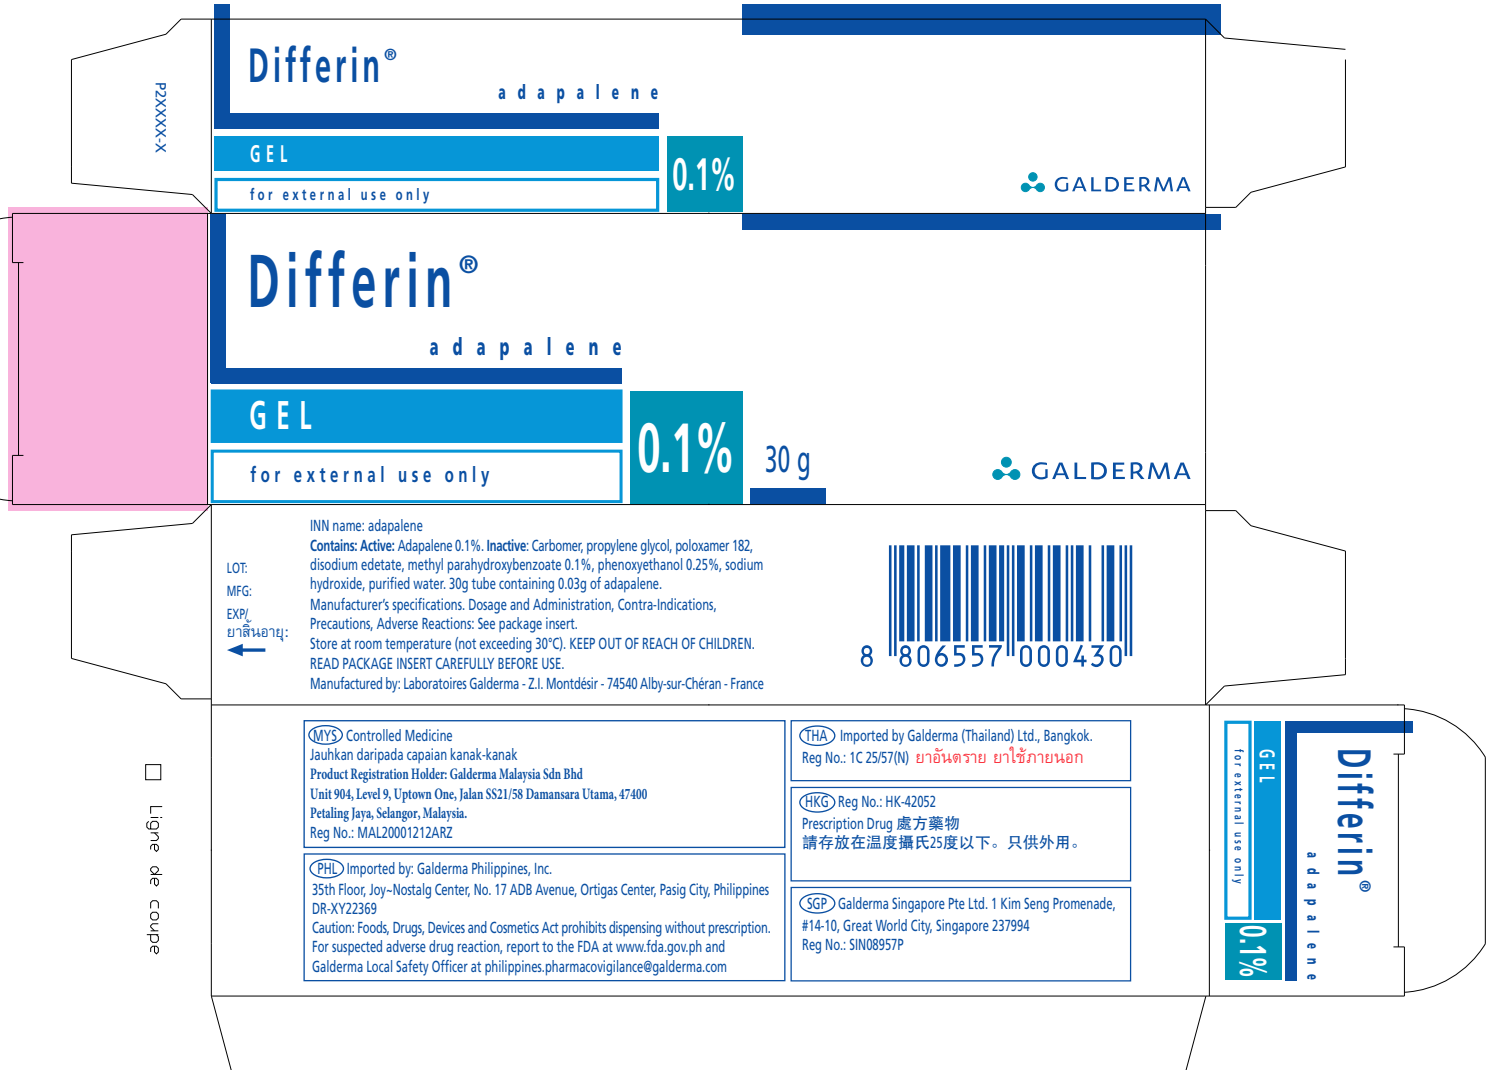 Differin®
adapalene
GEL
0.1%
for external use only
GALDERMA
P2XXXX-X
Differin®
adapalene
GEL
0.1%
30 g
for external use only
GALDERMA
LOT:
MFG:
EXP/
ยาสิ้นอายุ:
INN name: adapalene
Contains: Active: Adapalene 0.1%. Inactive: Carbomer, propylene glycol, poloxamer 182,
disodium edetate, methyl parahydroxybenzoate 0.1%, phenoxyethanol 0.25%, sodium
hydroxide, purified water. 30g tube containing 0.03g of adapalene.
Manufacturer's specifications. Dosage and Administration, Contra-Indications,
Precautions, Adverse Reactions: See package insert.
Store at room temperature (not exceeding 30°C). KEEP OUT OF REACH OF CHILDREN.
READ PACKAGE INSERT CAREFULLY BEFORE USE.
Manufactured by: Laboratoires Galderma - Z.I. Montdésir - 74540 Alby-sur-Chéran - France
8 806557 000430
MYS Controlled Medicine
Jauhkan daripada capaian kanak-kanak
Product Registration Holder: Galderma Malaysia Sdn Bhd
Unit 904, Level 9, Uptown One, Jalan SS21/58 Damansara Utama, 47400
Petaling Jaya, Selangor, Malaysia.
Reg No.: MAL20001212ARZ
PHL Imported by: Galderma Philippines, Inc.
35th Floor, Joy~Nostalg Center, No. 17 ADB Avenue, Ortigas Center, Pasig City, Philippines
DR-XY22369
Caution: Foods, Drugs, Devices and Cosmetics Act prohibits dispensing without prescription.
For suspected adverse drug reaction, report to the FDA at www.fda.gov.ph and
Galderma Local Safety Officer at philippines.pharmacovigilance@galderma.com
THA Imported by Galderma (Thailand) Ltd., Bangkok.
Reg No.: 1C 25/57(N) ยาอันตราย ยาใช้ภายนอก
HKG Reg No.: HK-42052
Prescription Drug 處方藥物
請存放在温度攝氏25度以下。只供外用。
SGP Galderma Singapore Pte Ltd. 1 Kim Seng Promenade,
#14-10, Great World City, Singapore 237994
Reg No.: SIN08957P
Differin®
adapalene
GEL
0.1%
for external use only
Ligne de coupe